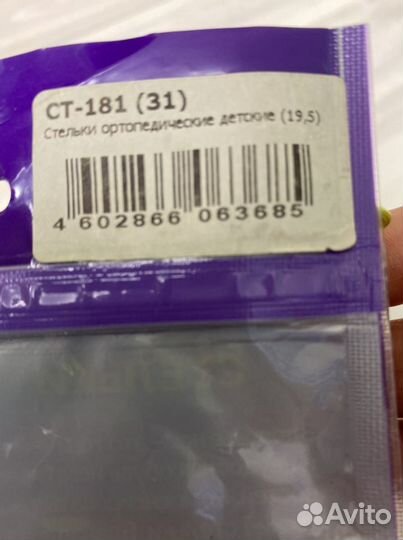 СТ-181 (31)
Стельки ортопедические детские (19,5)
4 602866 063685
Avito